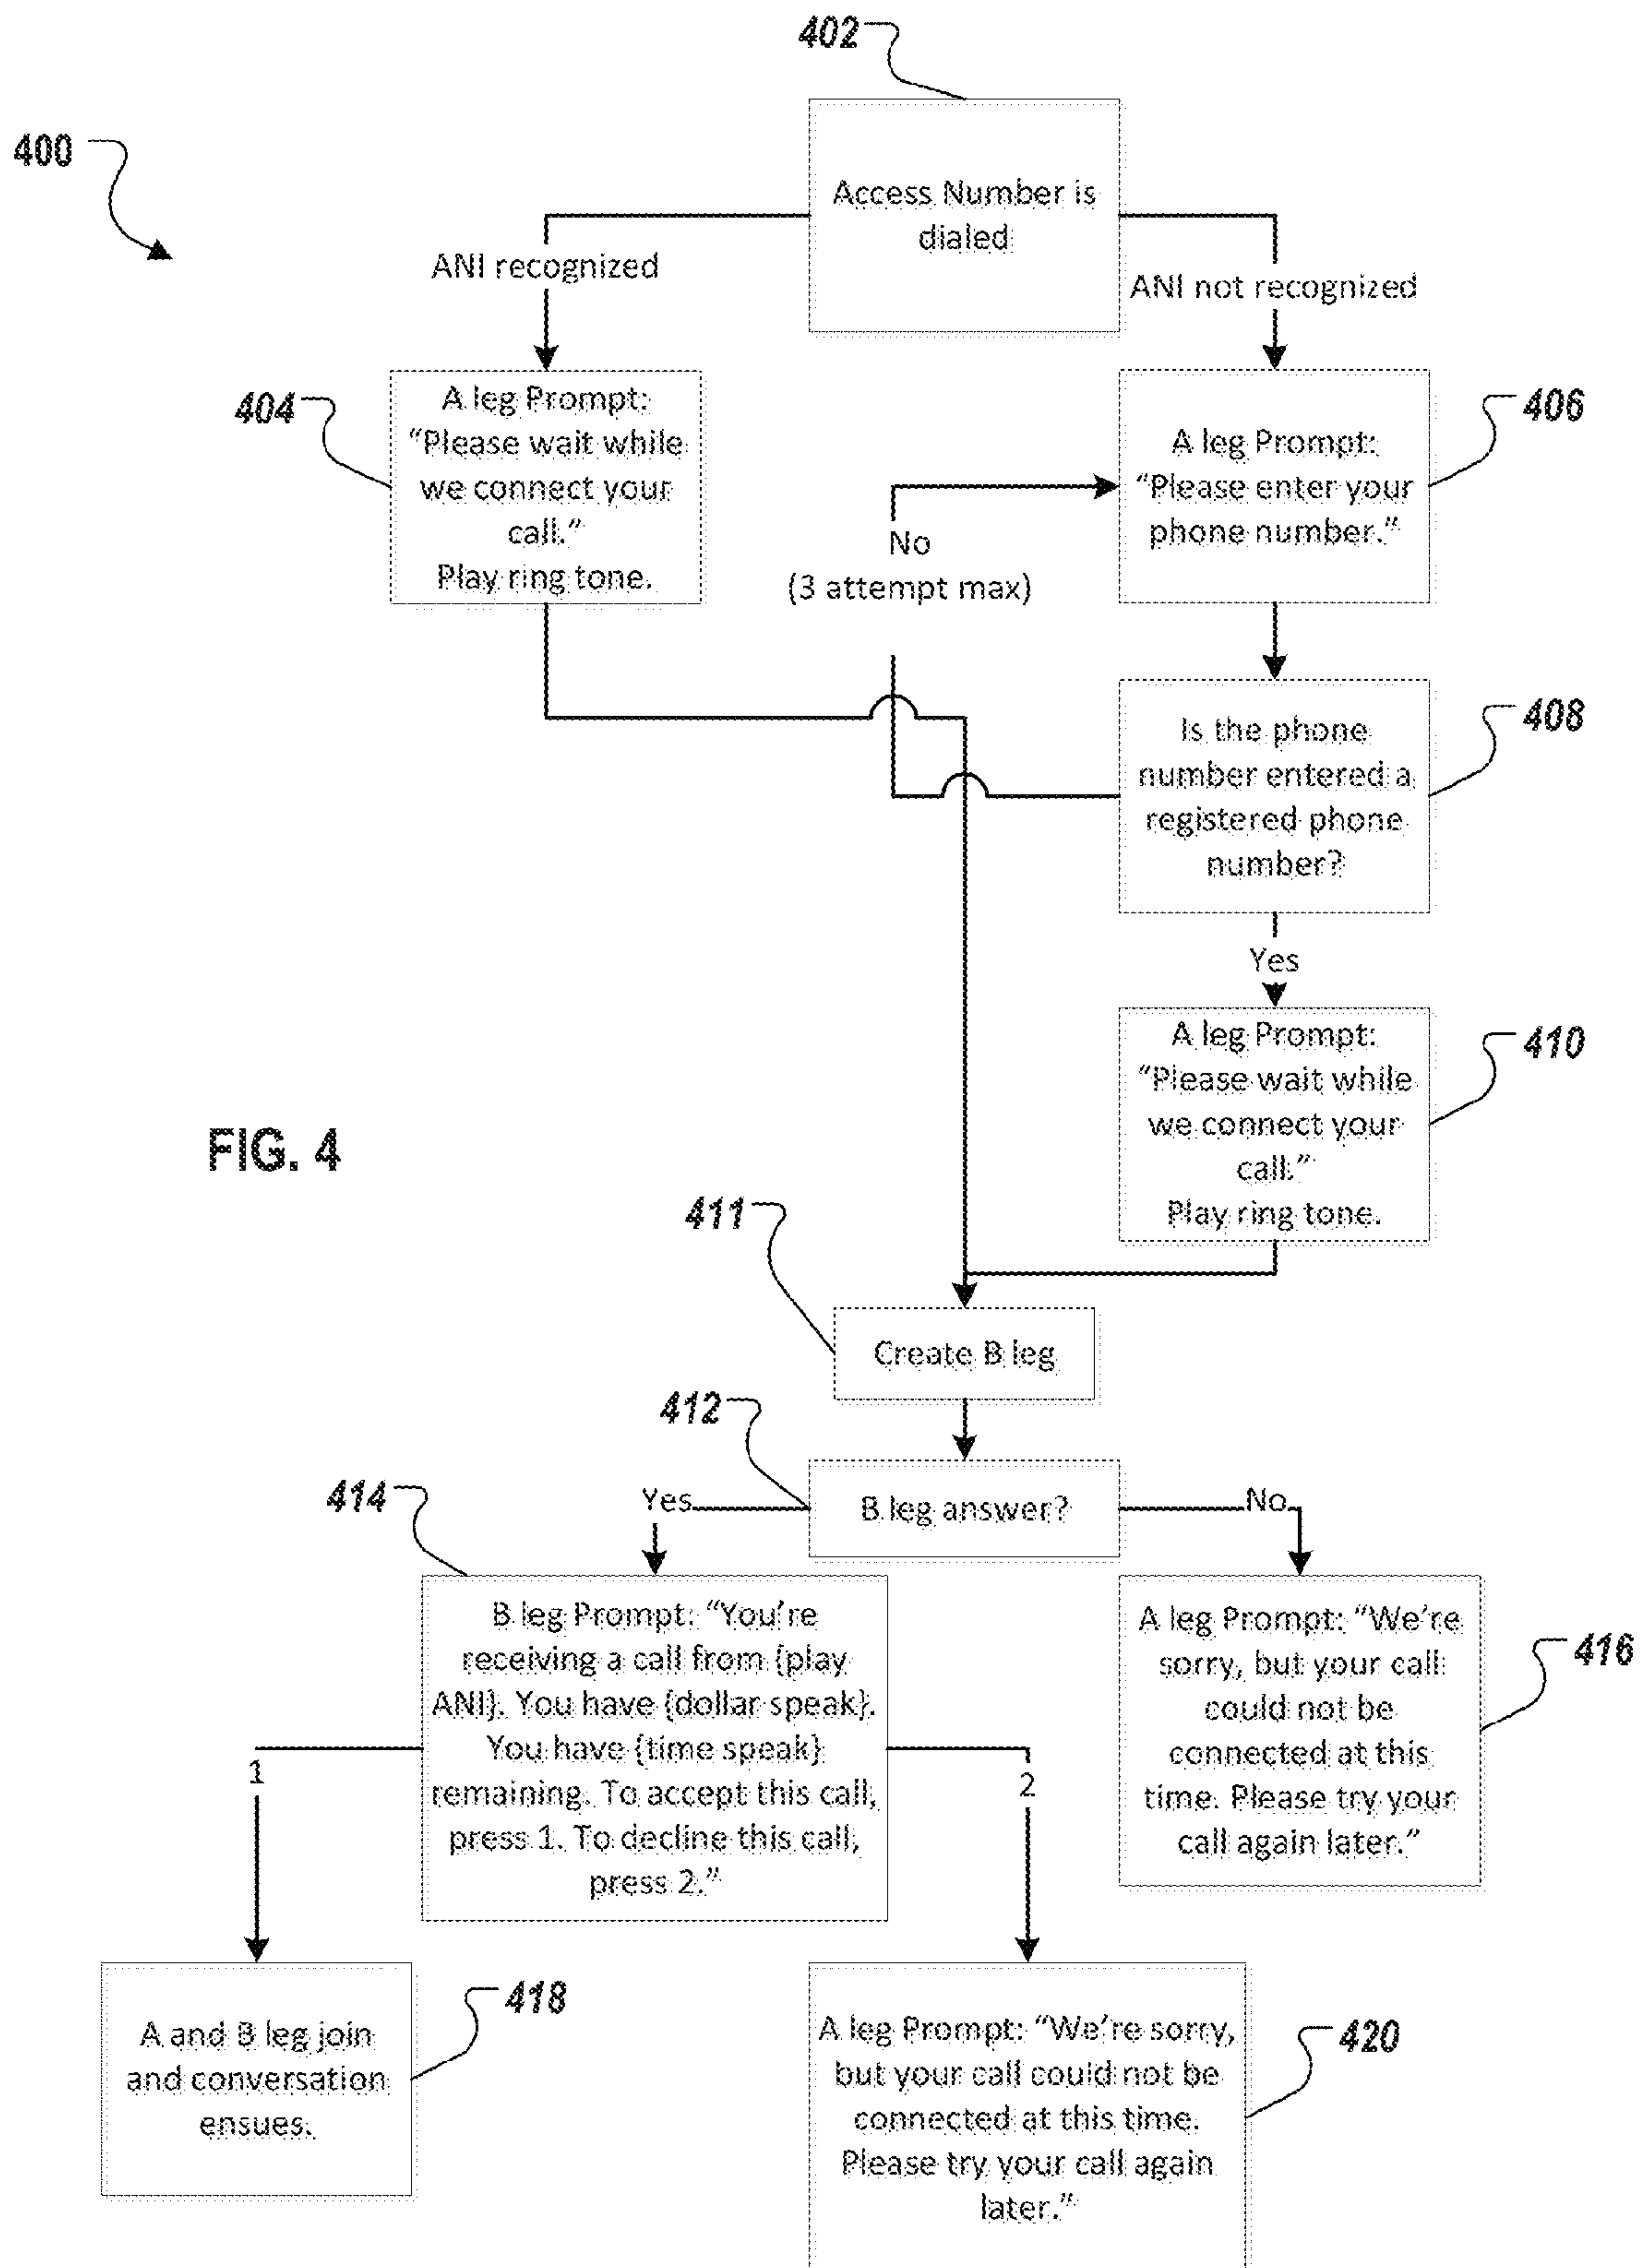 402
400
Access Number is
dialed
ANI recognized
ANI not recognized
404
A leg Prompt:
“Please wait while
we connect your
call.”
Play ring tone.
406
A leg Prompt:
“Please enter your
phone number.”
No
(3 attempt max)
408
Is the phone
number entered a
registered phone
number?
Yes
410
A leg Prompt:
“Please wait while
we connect your
call.”
Play ring tone.
FIG. 4
411
Create B leg
412
B leg answer?
Yes
No
414
B leg Prompt: “You’re
receiving a call from {play
ANI}. You have {dollar speak}.
You have {time speak}
remaining. To accept this call,
press 1. To decline this call,
press 2.”
416
A leg Prompt: “We’re
sorry, but your call
could not be
connected at this
time. Please try your
call again later.”
1
2
418
A and B leg join
and conversation
ensues.
420
A leg Prompt: “We’re sorry,
but your call could not be
connected at this time.
Please try your call again
later.”